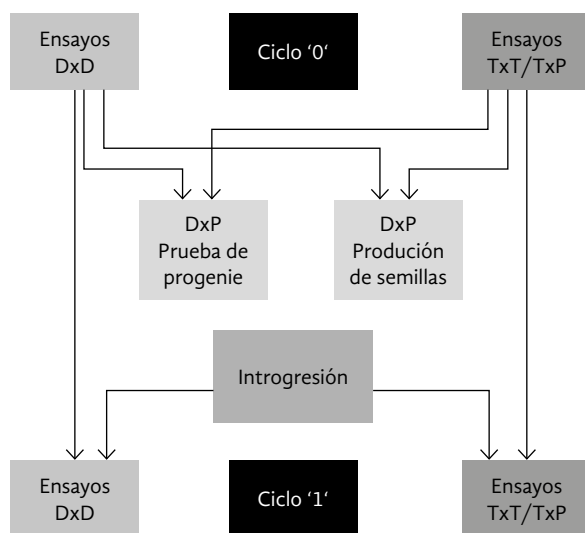 Ensayos
DxD
Ciclo ‘0‘
Ensayos
TxT/TxP
DxP
Prueba de
progenie
DxP
Produción
de semillas
Introgresión
Ensayos
DxD
Ciclo ‘1‘
Ensayos
TxT/TxP